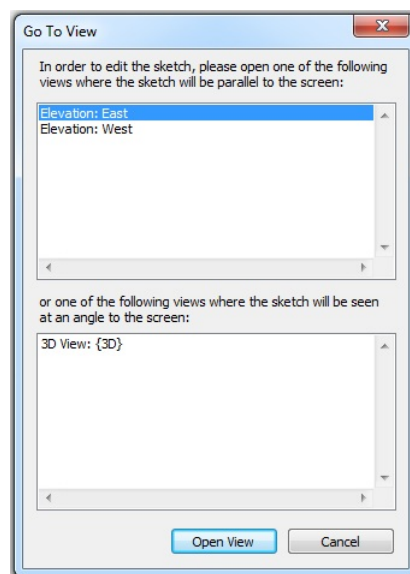 Go To View
In order to edit the sketch, please open one of the following
views where the sketch will be parallel to the screen:
Elevation: East
Elevation: West
or one of the following views where the sketch will be seen
at an angle to the screen:
3D View: {3D}
Open View
Cancel